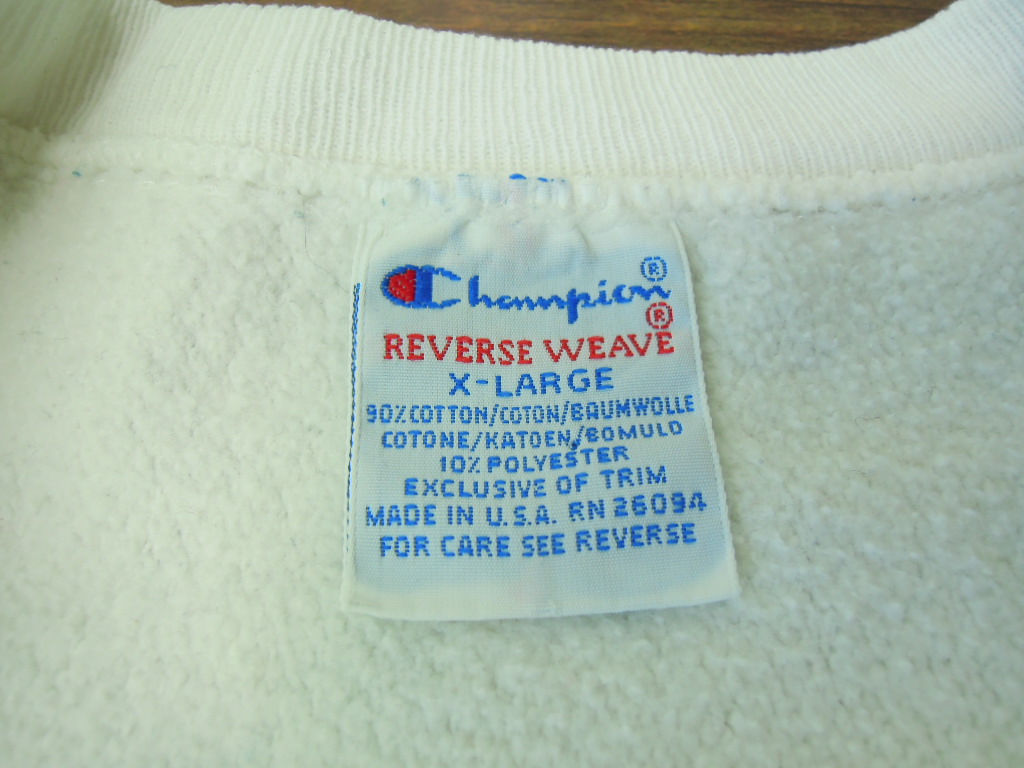 Champion®
REVERSE WEAVE®
X-LARGE
90% COTTON/COTON/BAUMWOLLE
COTONE/KATOEN/BOMULD
10% POLYESTER
EXCLUSIVE OF TRIM
MADE IN U.S.A. RN 26094
FOR CARE SEE REVERSE